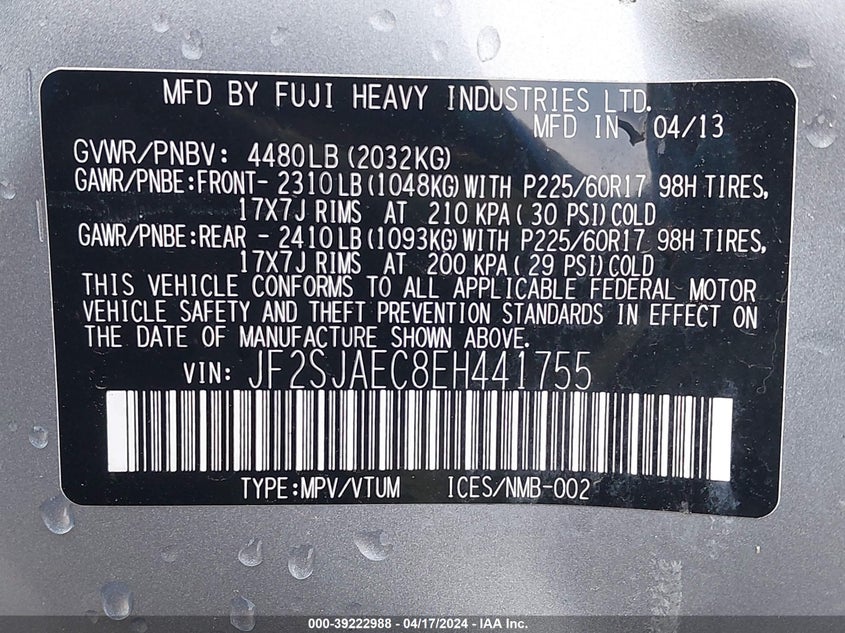 MFD BY FUJI HEAVY INDUSTRIES LTD.
MFD IN 04/13
GVWR/PNBV: 4480LB(2032KG)
GAWR/PNBE:FRONT- 2310LB(1048KG)WITH P225/60R17 98H TIRES,
17X7J RIMS AT 210 KPA( 30 PSI)COLD
GAWR/PNBE:REAR - 2410LB(1093KG)WITH P225/60R17 98H TIRES,
17X7J RIMS AT 200 KPA( 29 PSI)COLD
THIS VEHICLE CONFORMS TO ALL APPLICABLE FEDERAL MOTOR
VEHICLE SAFETY AND THEFT PREVENTION STANDARDS IN EFFECT ON
THE DATE OF MANUFACTURE SHOWN ABOVE.
VIN: JF2SJAEC8EH441755
TYPE:MPV/VTUM ICES/NMB-002
000-39222988 - 04/17/2024 - IAA Inc.